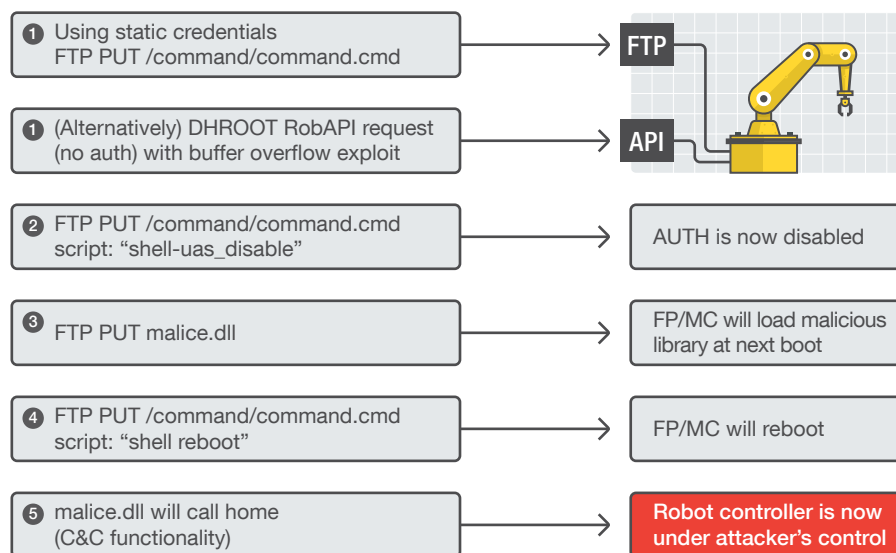 1 Using static credentials
FTP PUT /command/command.cmd
FTP
1 (Alternatively) DHROOT RobAPI request
(no auth) with buffer overflow exploit
API
2 FTP PUT /command/command.cmd
script: “shell-uas_disable”
AUTH is now disabled
3 FTP PUT malice.dll
FP/MC will load malicious
library at next boot
4 FTP PUT /command/command.cmd
script: “shell reboot”
FP/MC will reboot
5 malice.dll will call home
(C&C functionality)
Robot controller is now
under attacker’s control